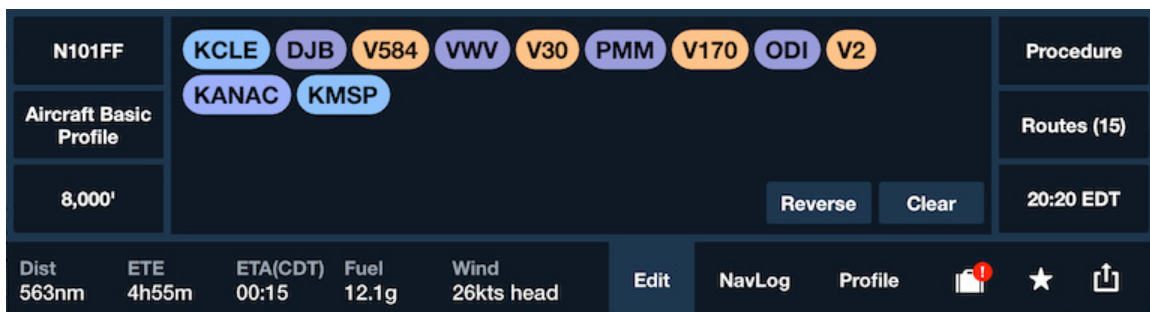 N101FF
Aircraft Basic
Profile
8,000'
KCLE DJB V584 VWV V30 PMM V170 ODI V2
KANAC KMSP
Reverse Clear
Procedure
Routes (15)
20:20 EDT
Dist ETE ETA(CDT) Fuel Wind
563nm 4h55m 00:15 12.1g 26kts head
Edit NavLog Profile !